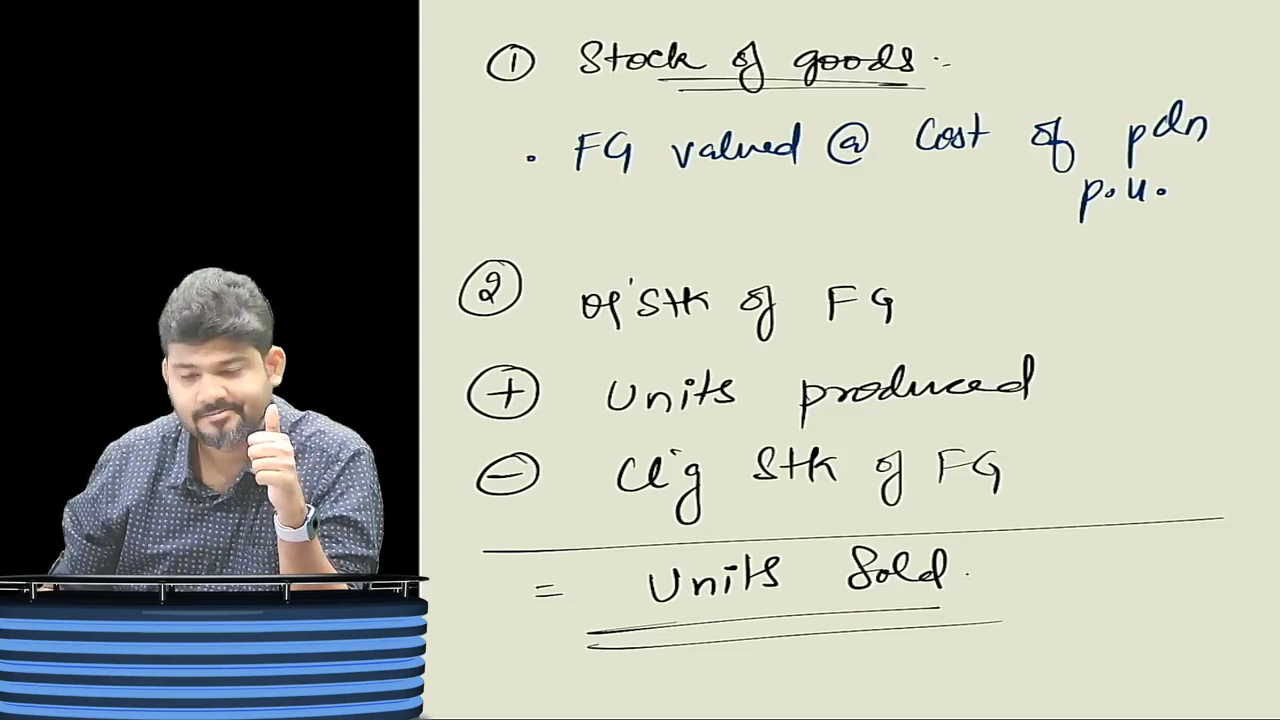 ① Stock of goods :-
. FG valued @ Cost of pdn
p.u.
② Op' Stk of FG
⊕ Units produced
⊖ Cl'g Stk of FG
= Units Sold.